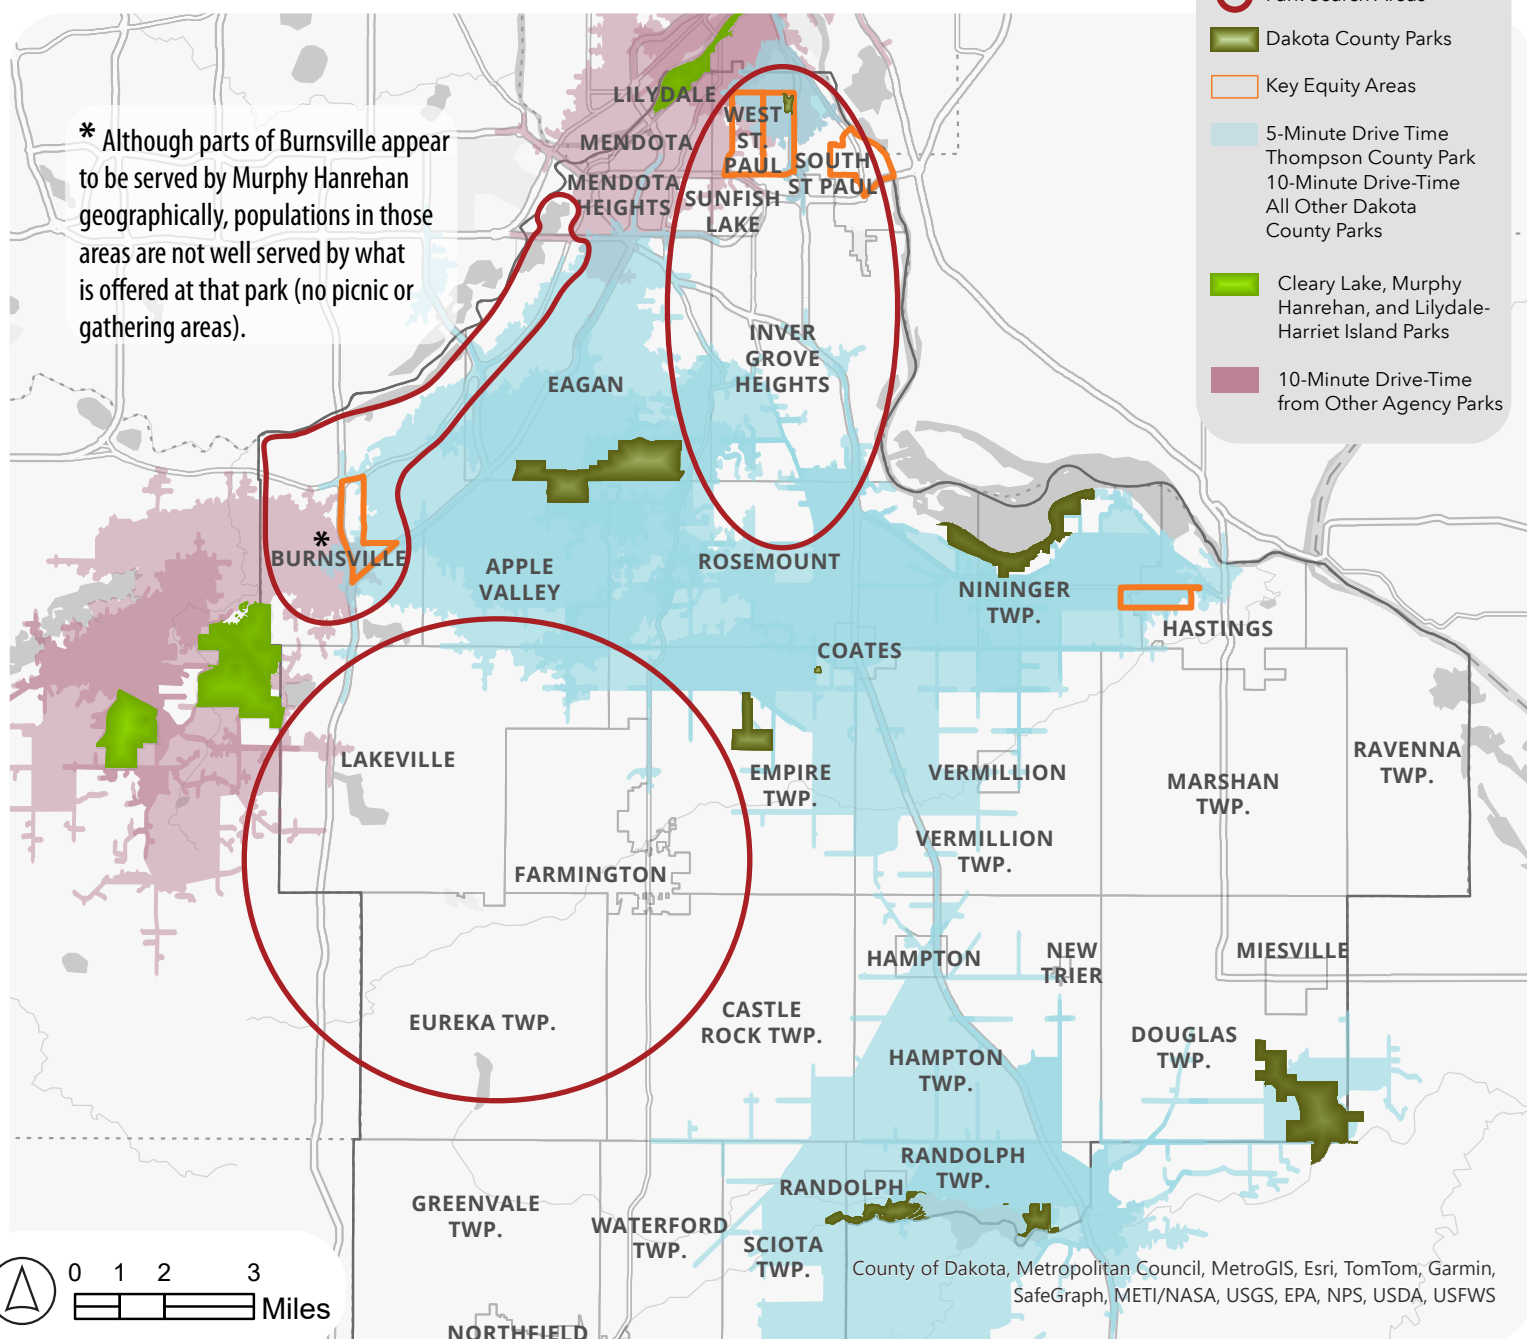 Dakota County Parks
Key Equity Areas
5-Minute Drive Time
Thompson County Park
10-Minute Drive-Time
All Other Dakota
County Parks
Cleary Lake, Murphy
Hanrehan, and Lilydale-
Harriet Island Parks
10-Minute Drive-Time
from Other Agency Parks
* Although parts of Burnsville appear
to be served by Murphy Hanrehan
geographically, populations in those
areas are not well served by what
is offered at that park (no picnic or
gathering areas).
LILYDALE
MENDOTA
MENDOTA
HEIGHTS
WEST
ST.
PAUL
SOUTH
ST PAUL
SUNFISH
LAKE
INVER
GROVE
HEIGHTS
EAGAN
*
BURNSVILLE
APPLE
VALLEY
ROSEMOUNT
NININGER
TWP.
HASTINGS
COATES
LAKEVILLE
EMPIRE
TWP.
VERMILLION
MARSHAN
TWP.
RAVENNA
TWP.
VERMILLION
TWP.
FARMINGTON
HAMPTON
NEW
TRIER
MIESVILLE
EUREKA TWP.
CASTLE
ROCK TWP.
HAMPTON
TWP.
DOUGLAS
TWP.
RANDOLPH
TWP.
RANDOLPH
GREENVALE
TWP.
WATERFORD
TWP.
SCIOTA
TWP.
NORTHFIELD
0 1 2 3
Miles
County of Dakota, Metropolitan Council, MetroGIS, Esri, TomTom, Garmin,
SafeGraph, METI/NASA, USGS, EPA, NPS, USDA, USFWS